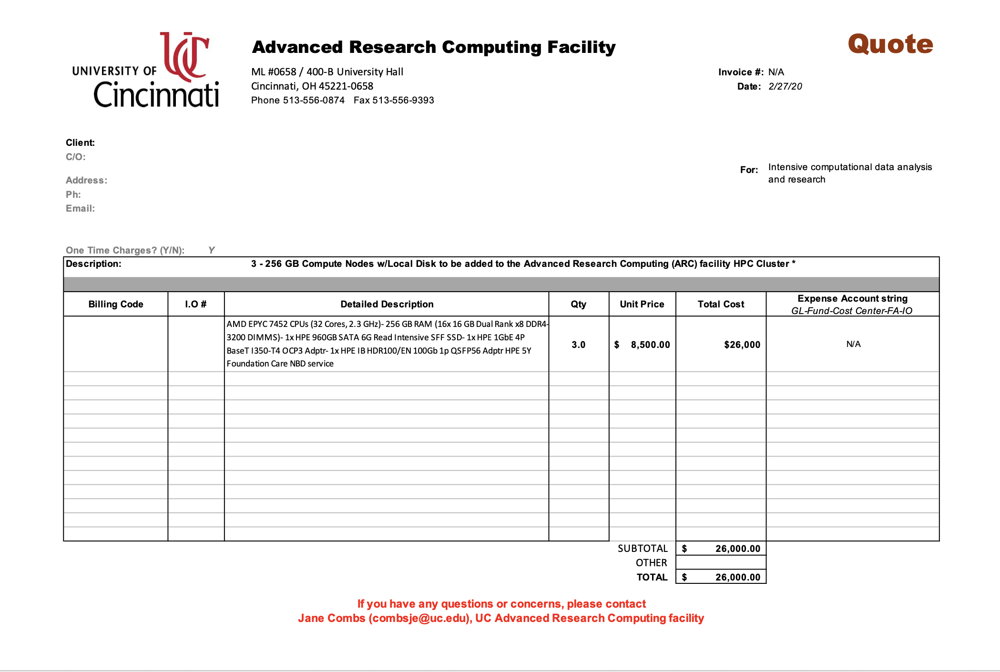 UNIVERSITY OF
UC
Cincinnati
Advanced Research Computing Facility
Quote
ML #0658 / 400-B University Hall
Cincinnati, OH 45221-0658
Phone 513-556-0874   Fax 513-556-9393
Invoice #: N/A
Date: 2/27/20
Client:
C/O:
Address:
Ph:
Email:
For: Intensive computational data analysis
and research
One Time Charges? (Y/N): Y
Description: 3 - 256 GB Compute Nodes w/Local Disk to be added to the Advanced Research Computing (ARC) facility HPC Cluster *
Billing Code I.O # Detailed Description Qty Unit Price Total Cost Expense Account string
GL-Fund-Cost Center-FA-IO
AMD EPYC 7452 CPUs (32 Cores, 2.3 GHz)- 256 GB RAM (16x 16 GB Dual Rank x8 DDR4-
3200 DIMMS)- 1x HPE 960GB SATA 6G Read Intensive SFF SSD- 1x HPE 1GbE 4P
BaseT I350-T4 OCP3 Adptr- 1x HPE IB HDR100/EN 100Gb 1p QSFP56 Adptr HPE 5Y
Foundation Care NBD service
3.0 $ 8,500.00 $26,000 N/A
SUBTOTAL $ 26,000.00
OTHER
TOTAL $ 26,000.00
If you have any questions or concerns, please contact
Jane Combs (combsje@uc.edu), UC Advanced Research Computing facility